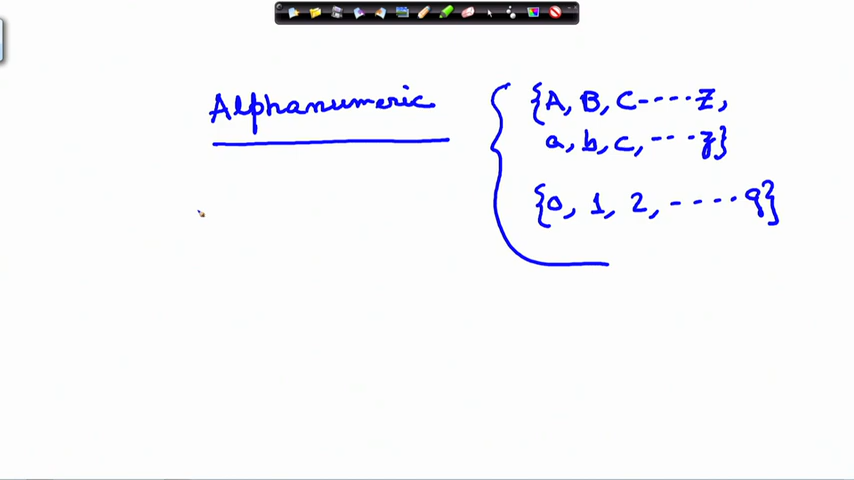 Alphanumeric
{A, B, C ---- Z,
a, b, c, --- z}
{0, 1, 2, ---- 9}